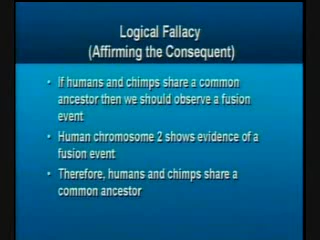 Logical Fallacy
(Affirming the Consequent)
• If humans and chimps share a common
ancestor then we should observe a fusion
event
• Human chromosome 2 shows evidence of a
fusion event
• Therefore, humans and chimps share a
common ancestor